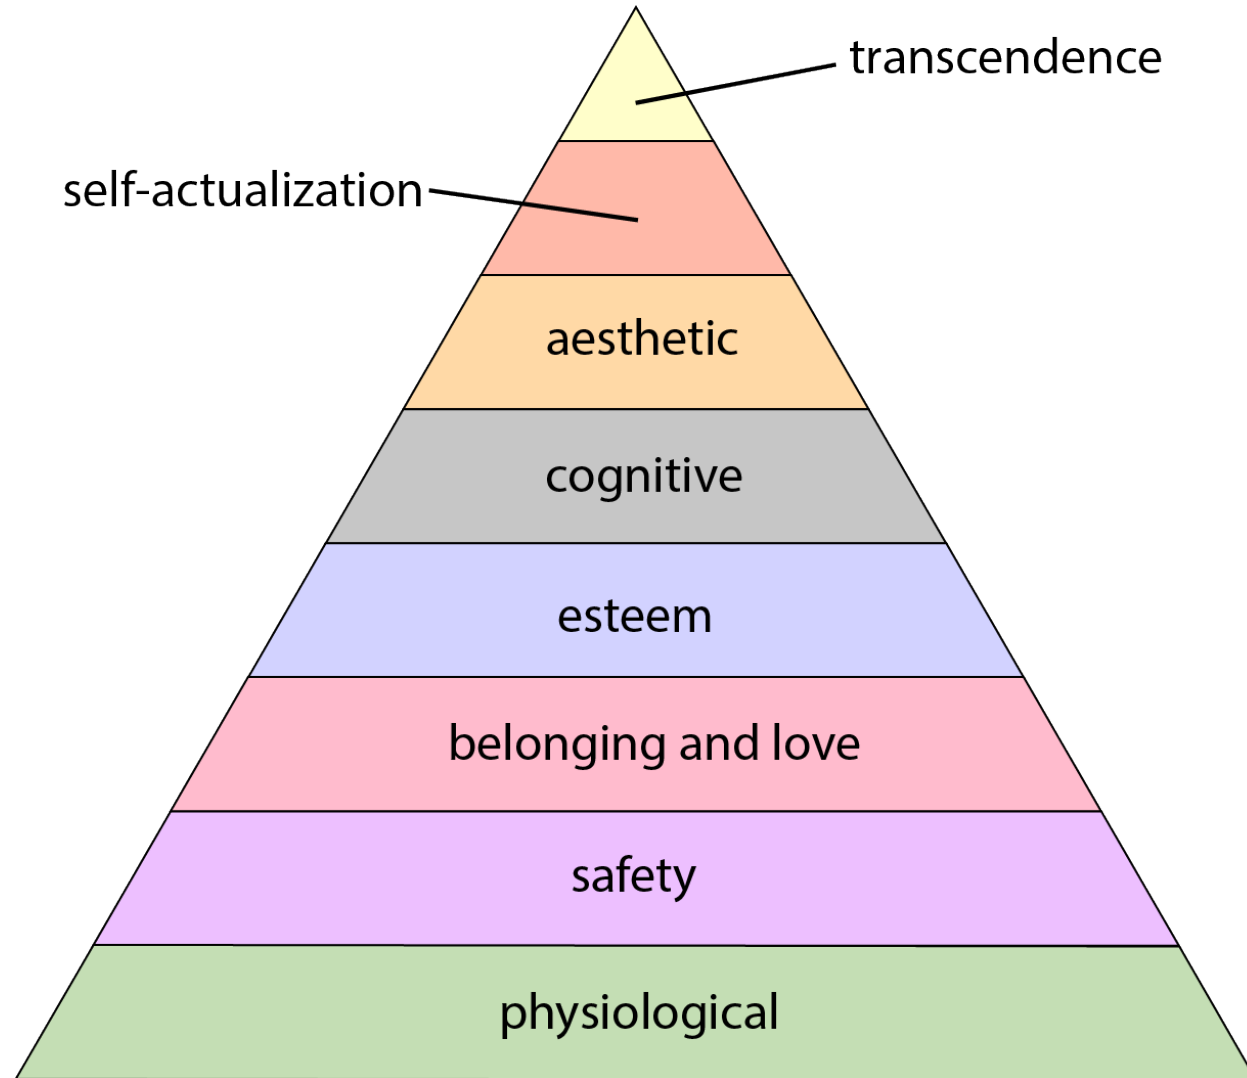 transcendence
self-actualization
aesthetic
cognitive
esteem
belonging and love
safety
physiological